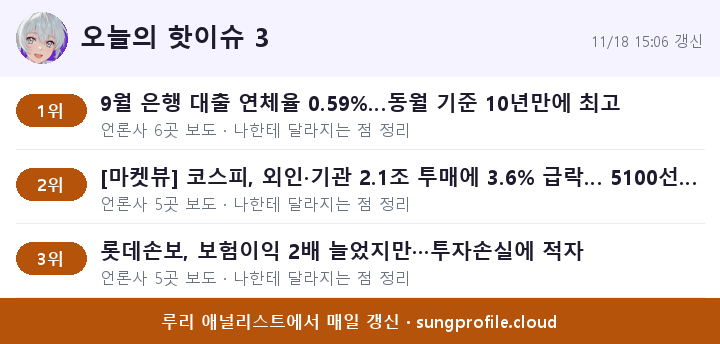 오늘의 핫이슈 3
11/18 15:06 갱신
1위
9월 은행 대출 연체율 0.59%...동월 기준 10년만에 최고
언론사 6곳 보도 · 나한테 달라지는 점 정리
2위
[마켓뷰] 코스피, 외인·기관 2.1조 투매에 3.6% 급락... 5100선...
언론사 5곳 보도 · 나한테 달라지는 점 정리
3위
롯데손보, 보험이익 2배 늘었지만…투자손실에 적자
언론사 5곳 보도 · 나한테 달라지는 점 정리
루리 애널리스트에서 매일 갱신 · sungprofile.cloud